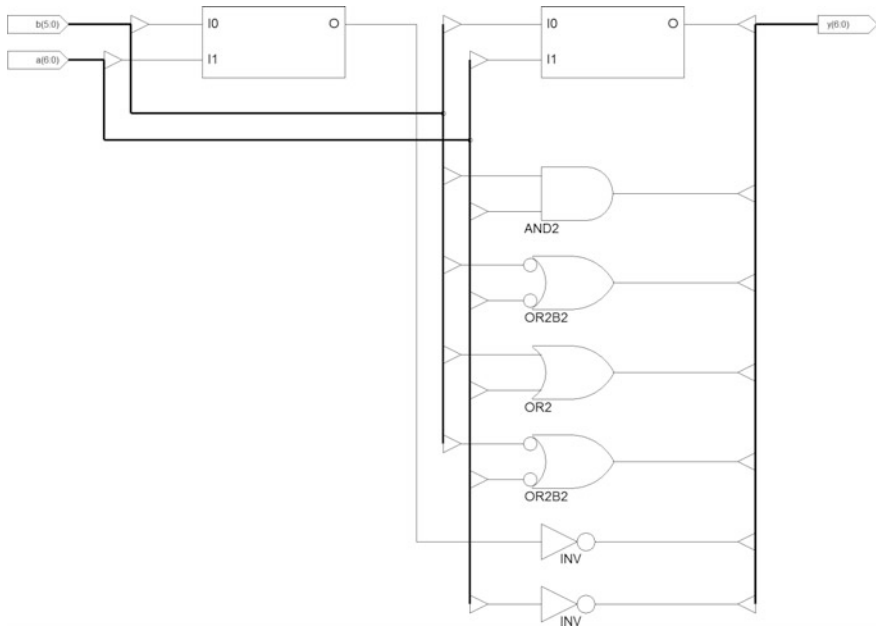 b(5:0)
I0
O
I0
O
y(6:0)
a(6:0)
I1
I1
AND2
OR2B2
OR2
OR2B2
INV
INV